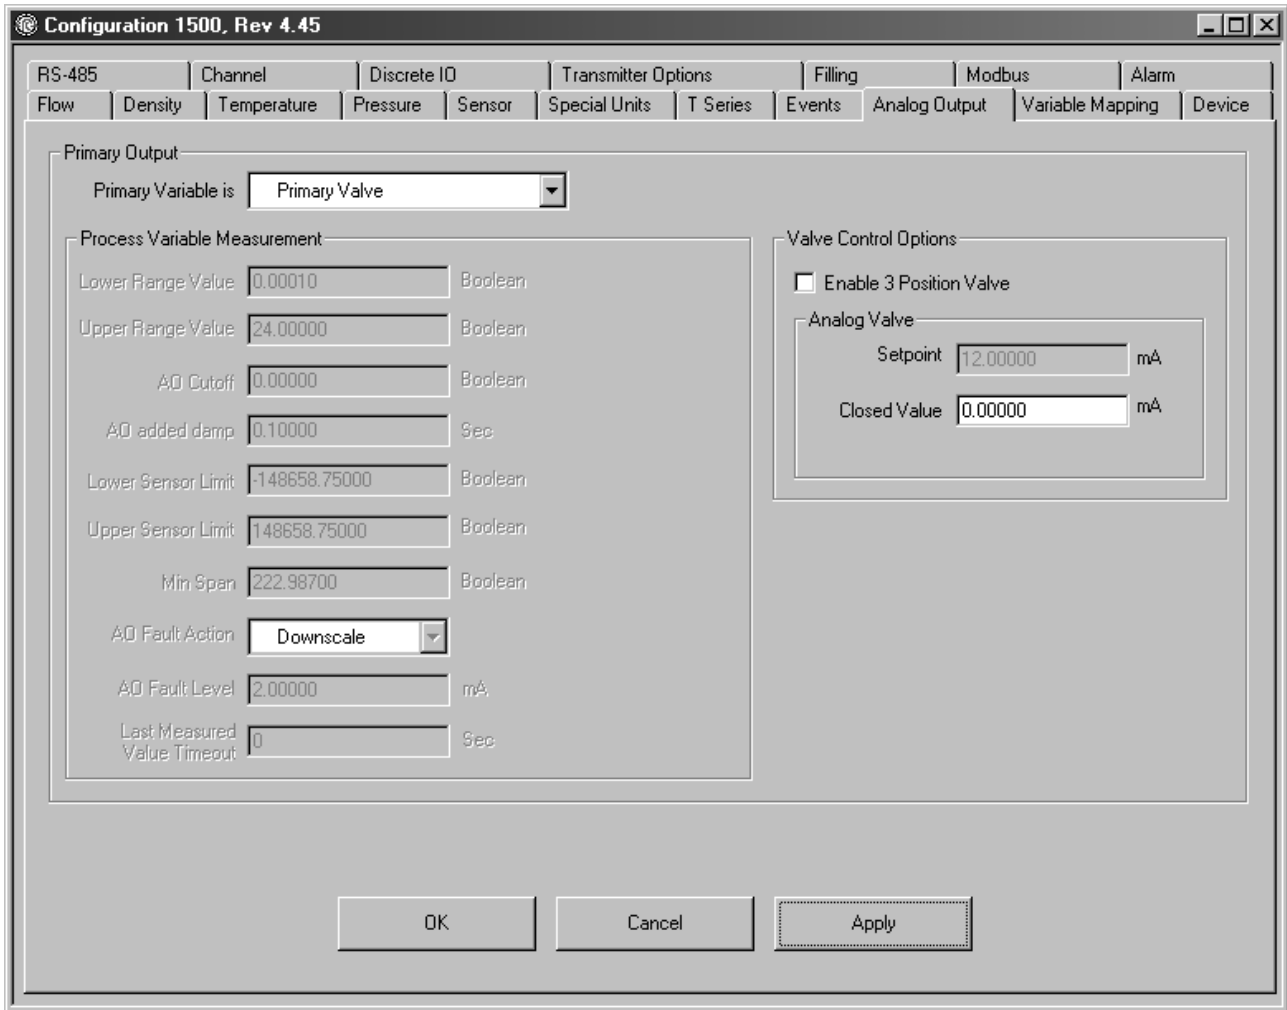 Configuration 1500, Rev 4.45
RS-485 Channel Discrete IO Transmitter Options Filling Modbus Alarm
Flow Density Temperature Pressure Sensor Special Units T Series Events Analog Output Variable Mapping Device
Primary Output
Primary Variable is Primary Valve
Process Variable Measurement
Lower Range Value 0.00010 Boolean
Upper Range Value 24.00000 Boolean
AO Cutoff 0.00000 Boolean
AO added damp 0.10000 Sec
Lower Sensor Limit -148658.75000 Boolean
Upper Sensor Limit 148658.75000 Boolean
Min Span 222.98700 Boolean
AO Fault Action Downscale
AO Fault Level 2.00000 mA
Last Measured
Value Timeout 0 Sec
Valve Control Options
Enable 3 Position Valve
Analog Valve
Setpoint 12.00000 mA
Closed Value 0.00000 mA
OK Cancel Apply